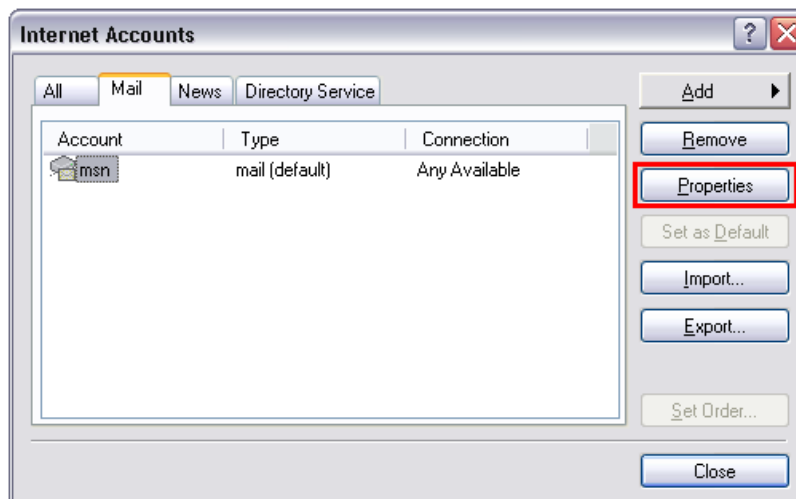 Internet Accounts
?
All Mail News Directory Service
Add
Account Type Connection
Remove
msn mail (default) Any Available
Properties
Set as Default
Import...
Export...
Set Order...
Close